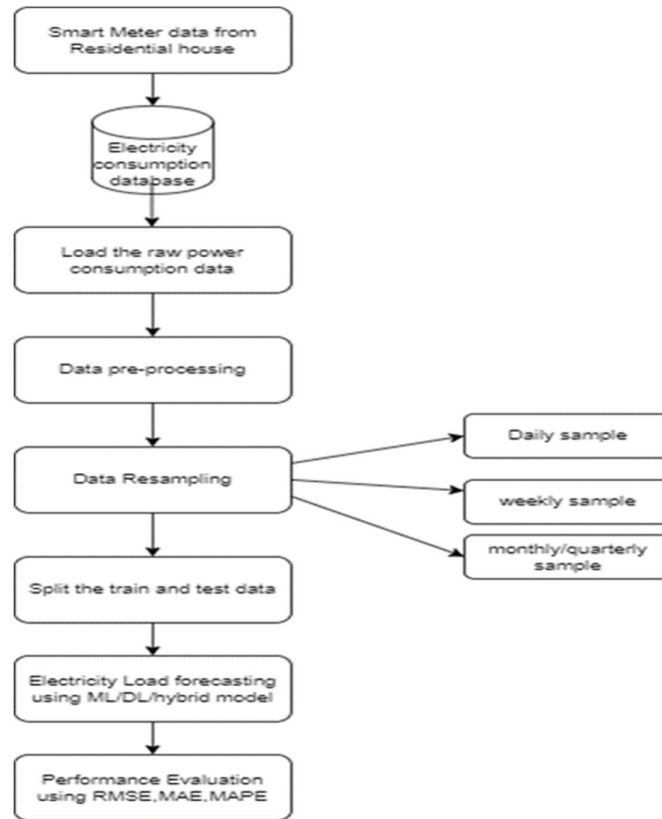 Smart Meter data from
Residential house
Electricity
consumption
database
Load the raw power
consumption data
Data pre-processing
Data Resampling
Daily sample
weekly sample
monthly/quarterly
sample
Split the train and test data
Electricity Load forecasting
using ML/DL/hybrid model
Performance Evaluation
using RMSE,MAE,MAPE